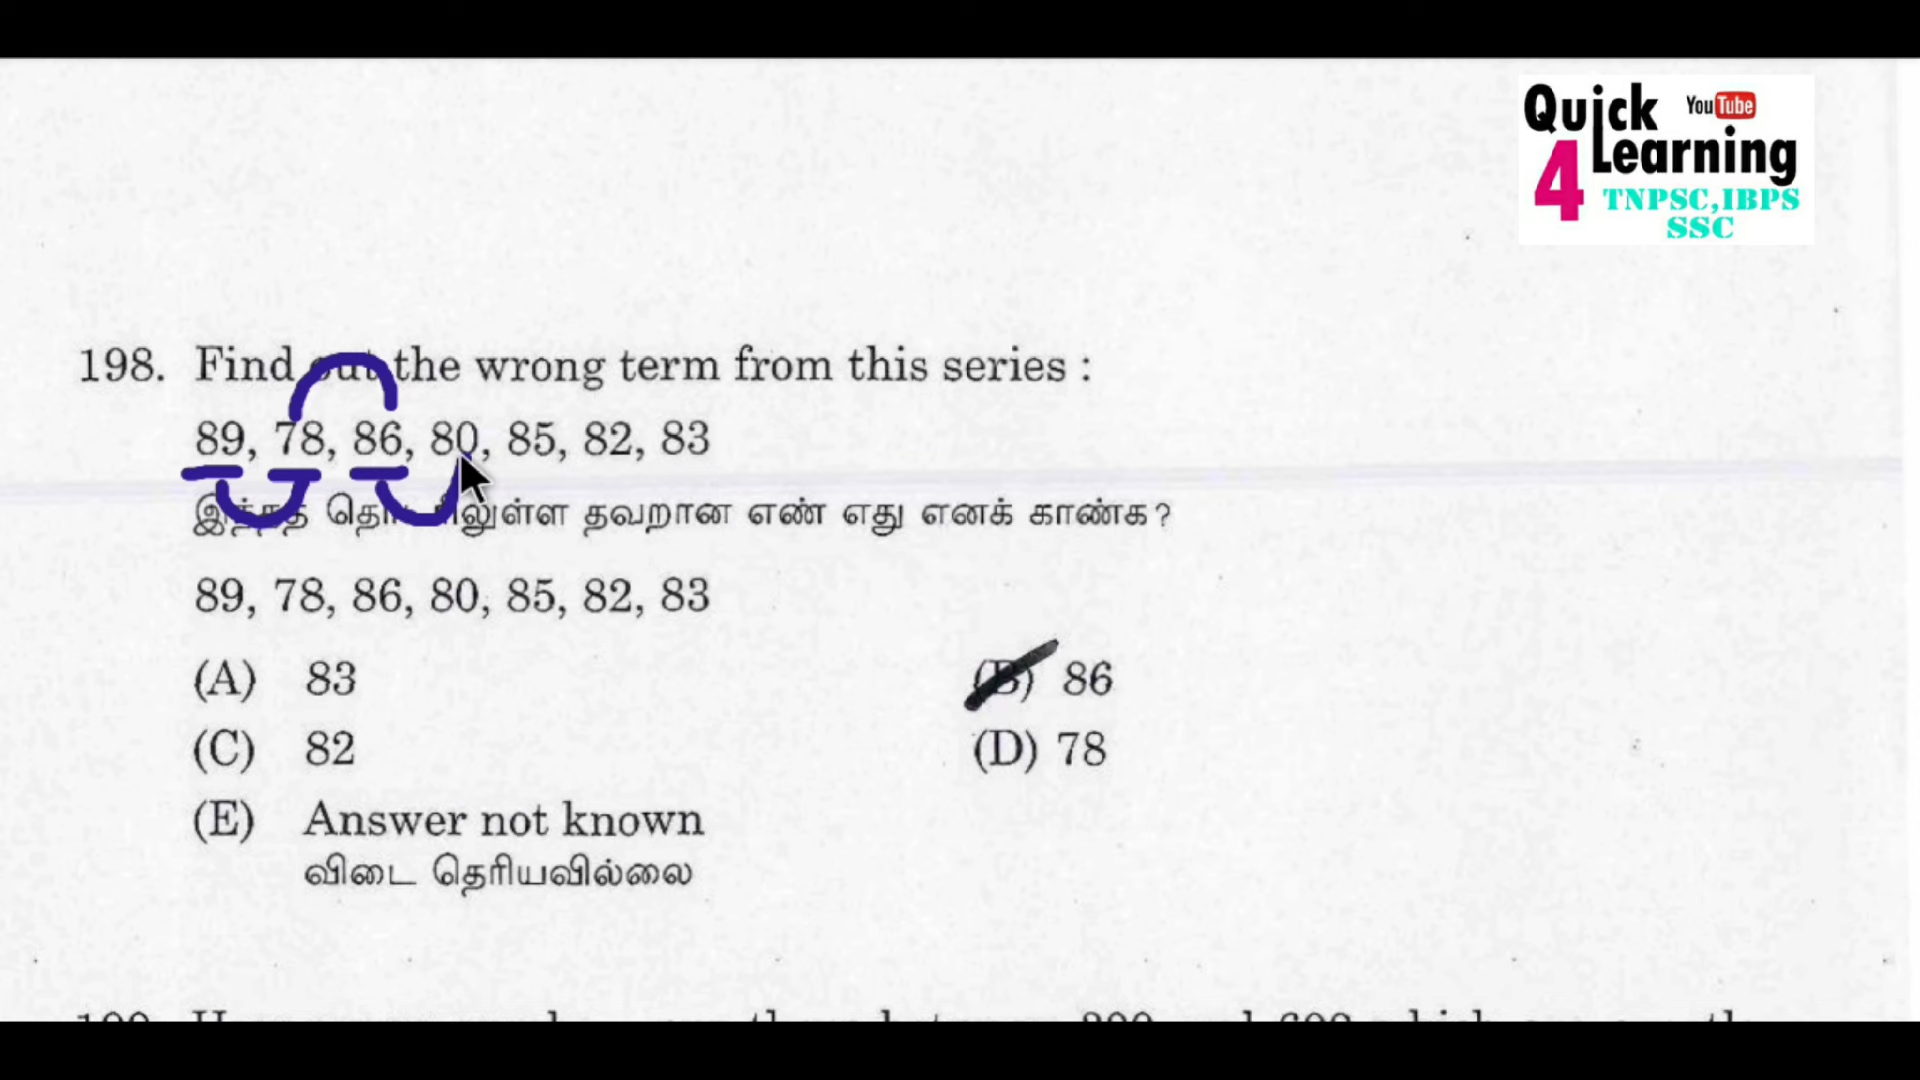 Quick YouTube
4 Learning
TNPSC,IBPS
SSC
198. Find out the wrong term from this series :
89, 78, 86, 80, 85, 82, 83
தவறான எண் எது எனக் காண்க?
89, 78, 86, 80, 85, 82, 83
(A) 83 (B) 86
(C) 82 (D) 78
(E) Answer not known
விடை தெரியவில்லை